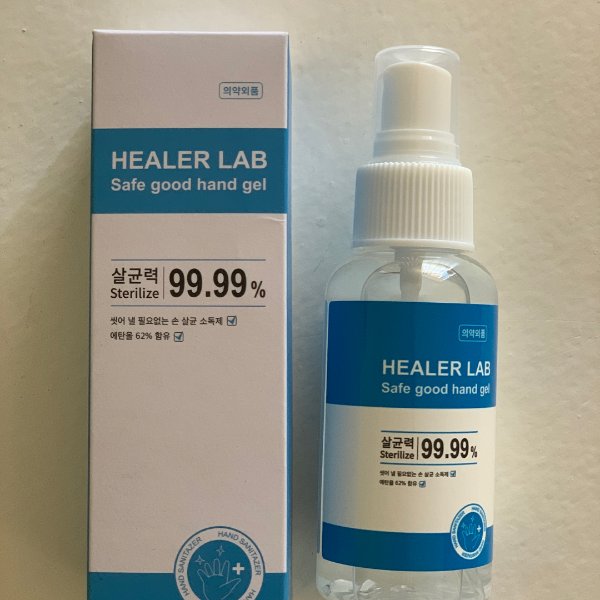 의약외품
HEALER LAB
Safe good hand gel
살균력
Sterilize
99.99%
씻어 낼 필요없는 손 살균 소독제
에탄올 62% 함유
HAND SANITAZER
HAND SANITAZER
의약외품
HEALER LAB
Safe good hand gel
살균력
Sterilize
99.99%
씻어 낼 필요없는 손 살균 소독제
에탄올 62% 함유
HAND SANITAZER